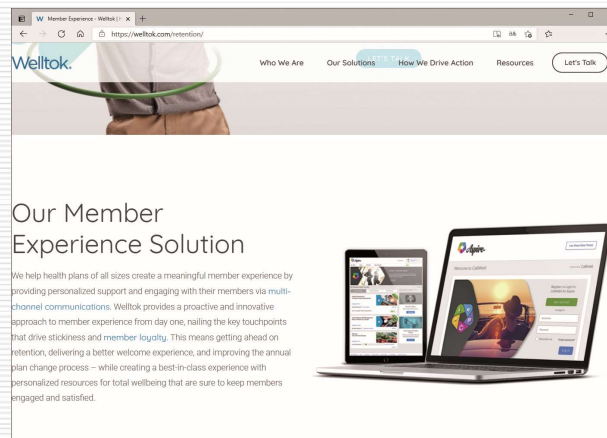 Member Experience - Welltok |
https://welltok.com/retention/
Welltok.
Who We Are
Our Solutions
How We Drive Action
Resources
Let's Talk
LET'S TALK
Our Member
Experience Solution
We help health plans of all sizes create a meaningful member experience by
providing personalized support and engaging with their members via multi-
channel communications. Welltok provides a proactive and innovative
approach to member experience from day one, nailing the key touchpoints
that drive stickiness and member loyalty. This means getting ahead on
retention, delivering a better welcome experience, and improving the annual
plan change process – while creating a best-in-class experience with
personalized resources for total wellbeing that are sure to keep members
engaged and satisfied.
Aspire
Aspire